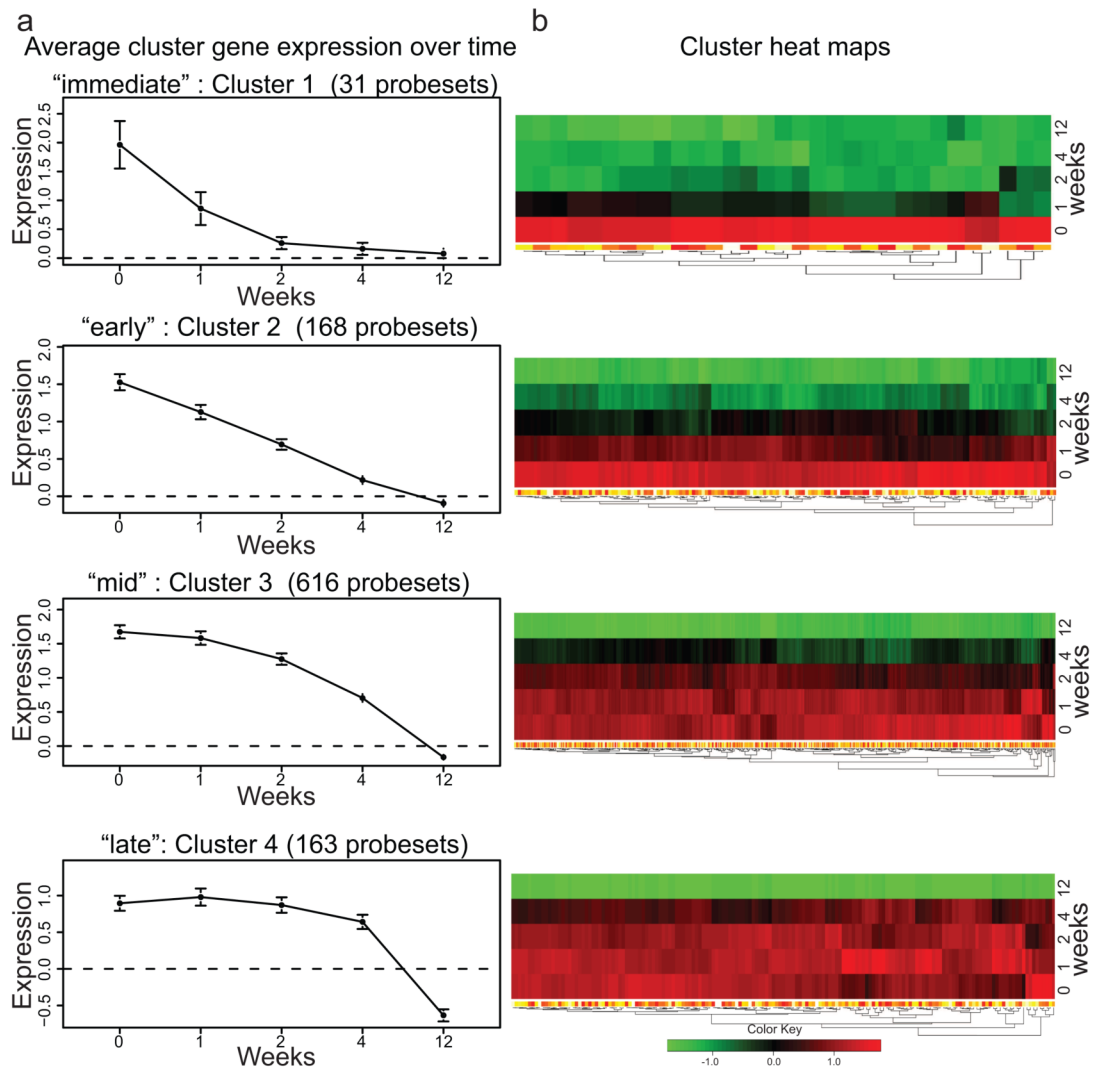 a
Average cluster gene expression over time
“immediate” : Cluster 1 (31 probesets)
Expression
0.0 0.5 1.0 1.5 2.0 2.5
0 1 2 4 12
Weeks
“early” : Cluster 2 (168 probesets)
Expression
0.0 0.5 1.0 1.5 2.0
0 1 2 4 12
Weeks
“mid” : Cluster 3 (616 probesets)
Expression
0.0 0.5 1.0 1.5 2.0
0 1 2 4 12
Weeks
“late”: Cluster 4 (163 probesets)
Expression
−0.5 0.0 0.5 1.0
0 1 2 4 12
Weeks
b
Cluster heat maps
0 1 2 4 12
weeks
0 1 2 4 12
weeks
0 1 2 4 12
weeks
0 1 2 4 12
weeks
Color Key
-1.0 0.0 1.0